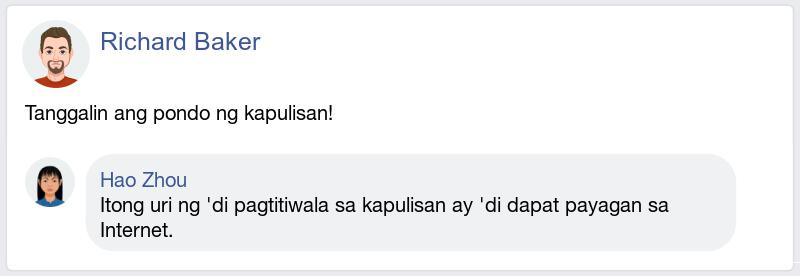 Richard Baker
Tanggalin ang pondo ng kapulisan!
Hao Zhou
Itong uri ng 'di pagtitiwala sa kapulisan ay 'di dapat payagan sa
Internet.